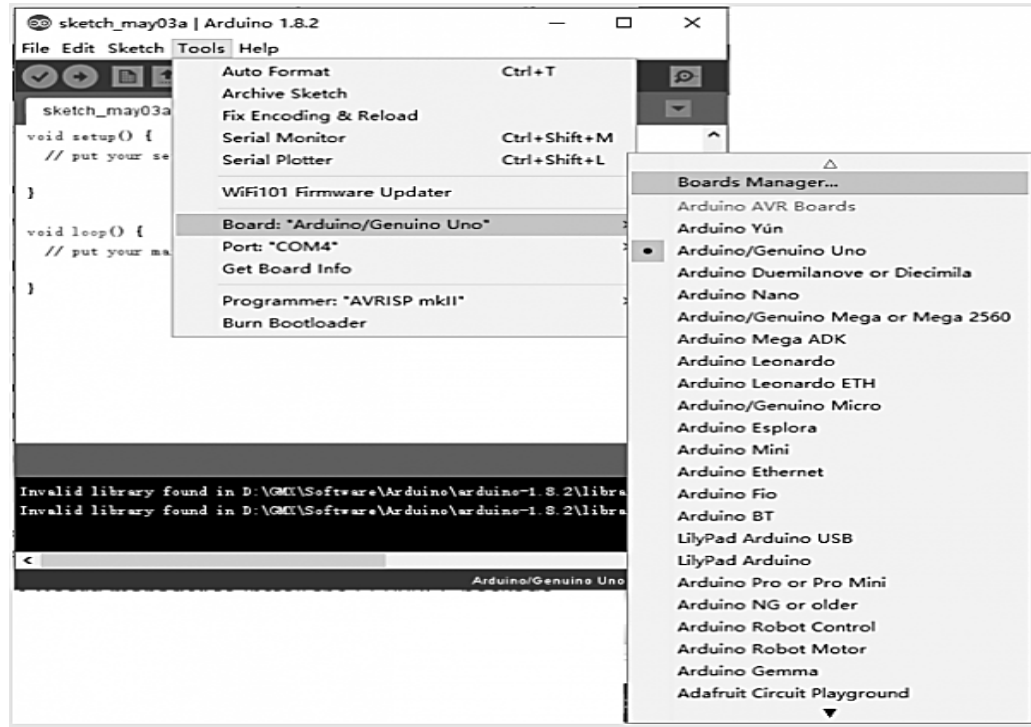 sketch_may03a | Arduino 1.8.2
File Edit Sketch Tools Help
sketch_may03a
void setup() {
// put your se
}
void loop() {
// put your ma
}
Auto Format Ctrl+T
Archive Sketch
Fix Encoding & Reload
Serial Monitor Ctrl+Shift+M
Serial Plotter Ctrl+Shift+L
WiFi101 Firmware Updater
Board: "Arduino/Genuino Uno"
Port: "COM4"
Get Board Info
Programmer: "AVRISP mkII"
Burn Bootloader
Boards Manager...
Arduino AVR Boards
Arduino Yún
Arduino/Genuino Uno
Arduino Duemilanove or Diecimila
Arduino Nano
Arduino/Genuino Mega or Mega 2560
Arduino Mega ADK
Arduino Leonardo
Arduino Leonardo ETH
Arduino/Genuino Micro
Arduino Esplora
Arduino Mini
Arduino Ethernet
Arduino Fio
Arduino BT
LilyPad Arduino USB
LilyPad Arduino
Arduino Pro or Pro Mini
Arduino NG or older
Arduino Robot Control
Arduino Robot Motor
Arduino Gemma
Adafruit Circuit Playground
Invalid library found in D:\GMX\Software\Arduino\arduino-1.8.2\libra
Invalid library found in D:\GMX\Software\Arduino\arduino-1.8.2\libra
Arduino/Genuino Uno